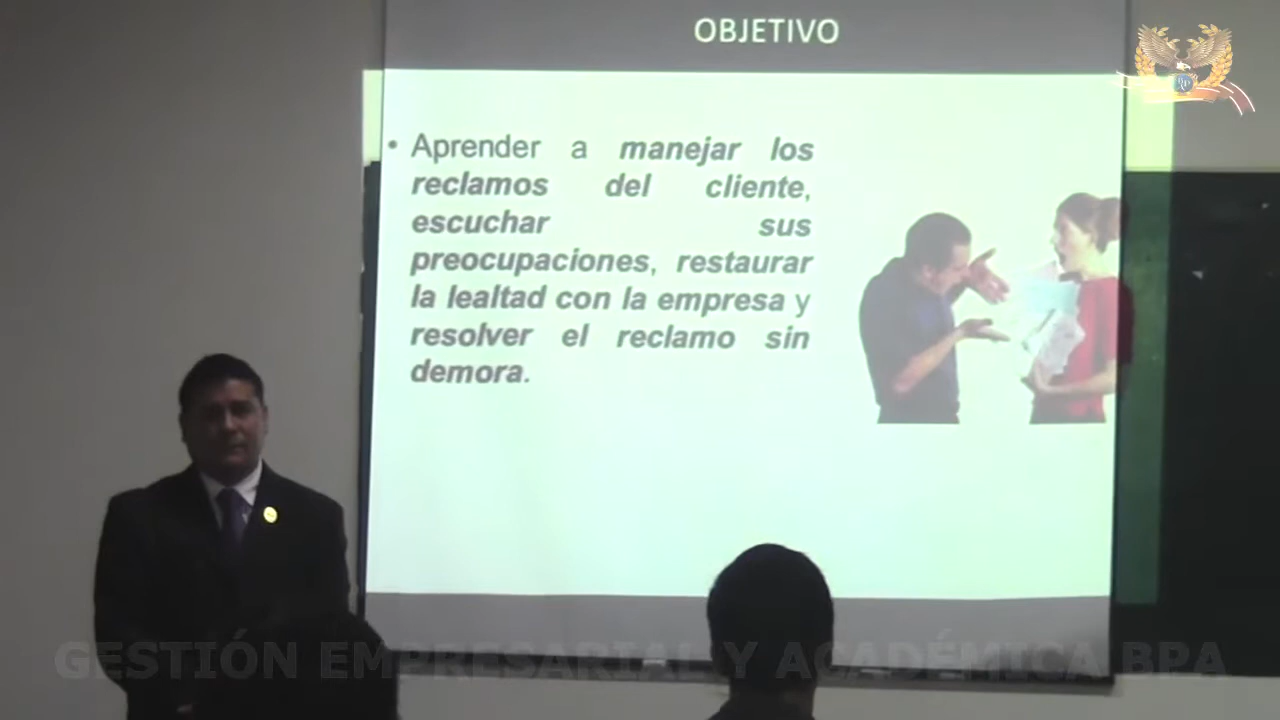 OBJETIVO
• Aprender a manejar los
reclamos del cliente,
escuchar sus
preocupaciones, restaurar
la lealtad con la empresa y
resolver el reclamo sin
demora.
GESTIÓN EMPRESARIAL Y ACADÉMICA BPA